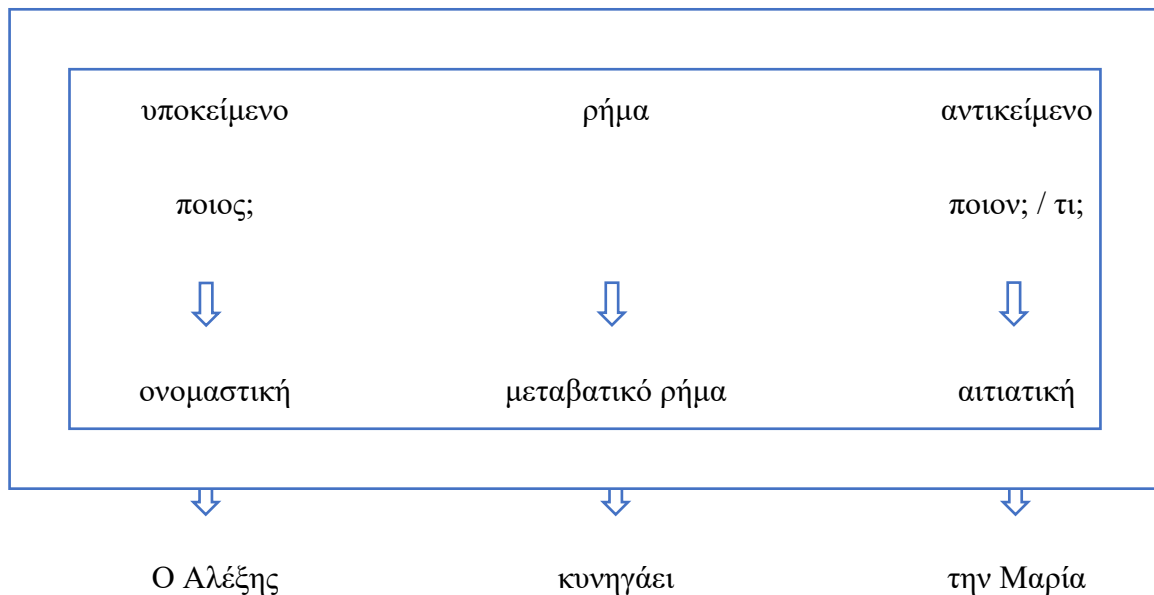 υποκείμενο ρήμα αντικείμενο
ποιος; ποιον; / τι;
ονομαστική μεταβατικό ρήμα αιτιατική
Ο Αλέξης κυνηγάει την Μαρία